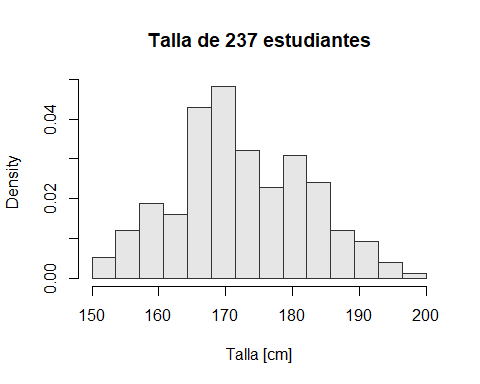 Talla de 237 estudiantes
Density
0.04
0.02
0.00
150 160 170 180 190 200
Talla [cm]